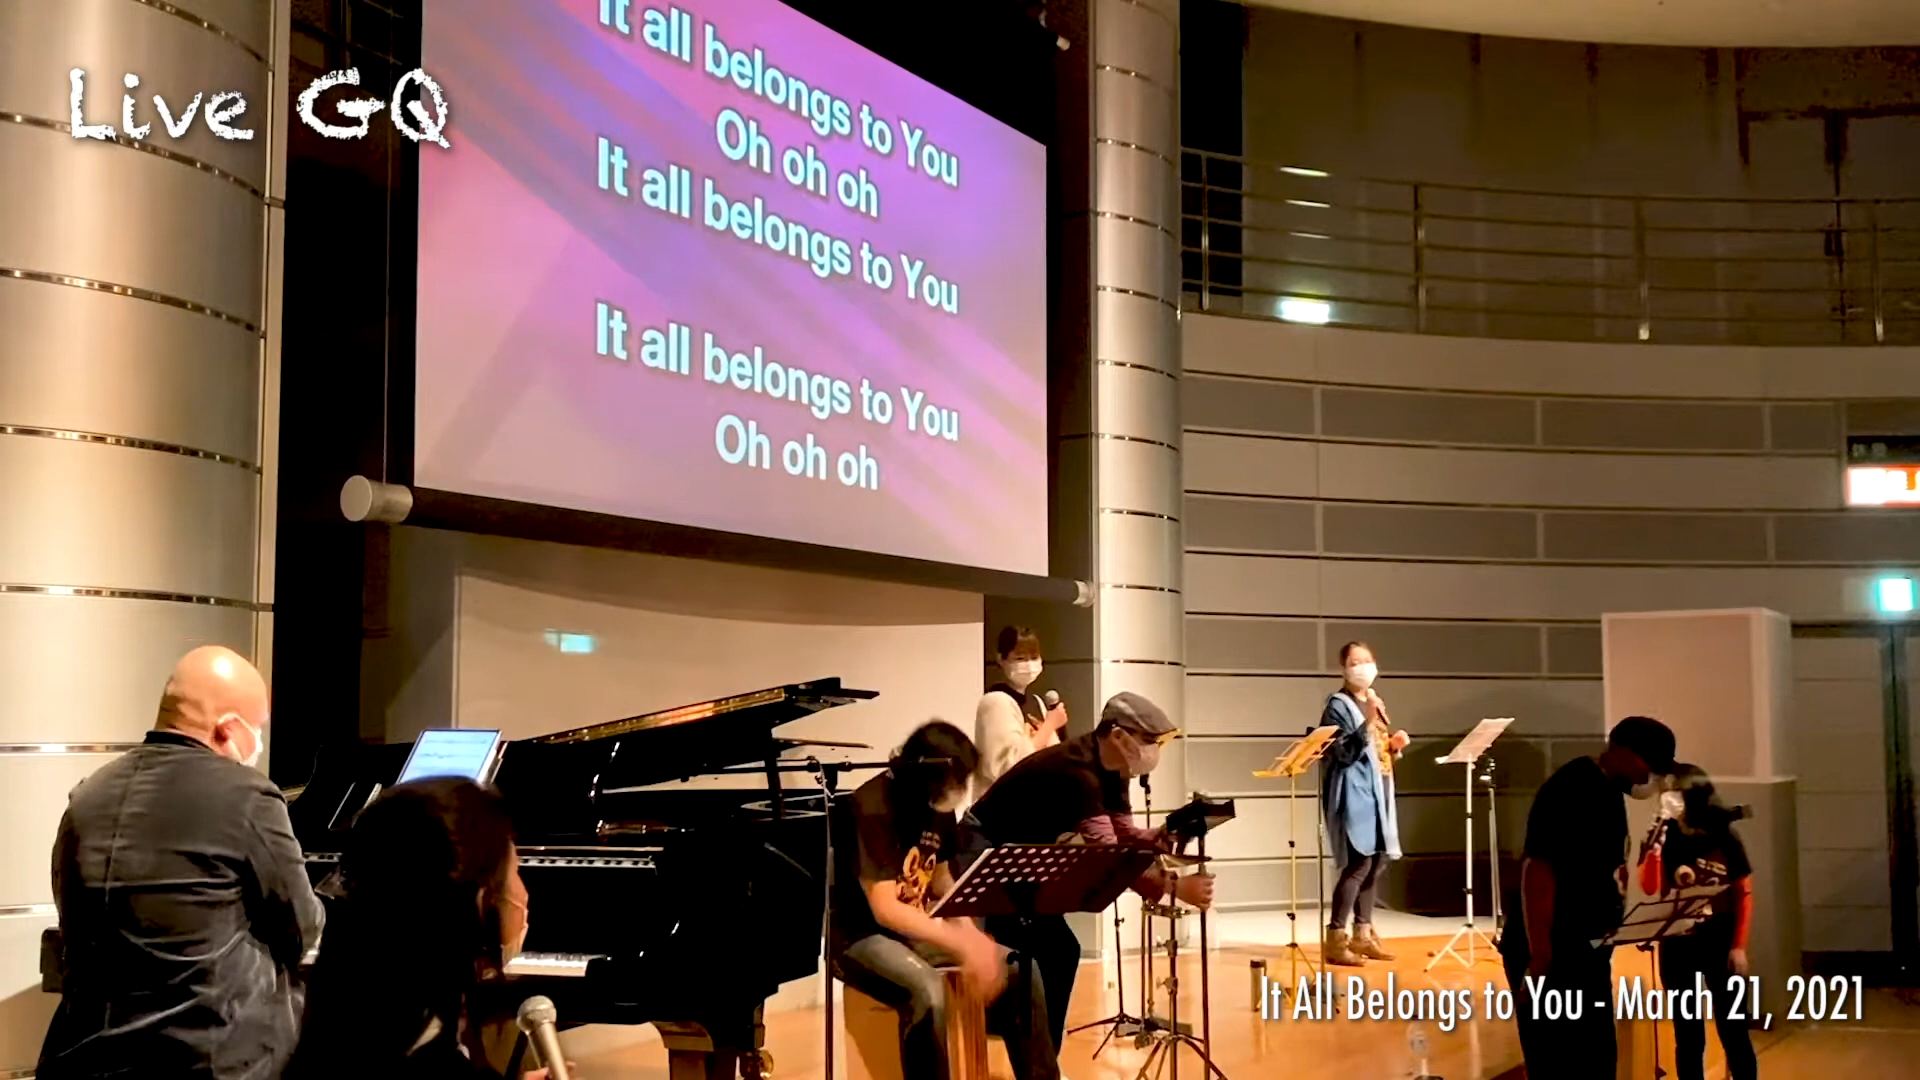 Live GQ
It all belongs to You
Oh oh oh
It all belongs to You
It all belongs to You
Oh oh oh
It All Belongs to You - March 21, 2021